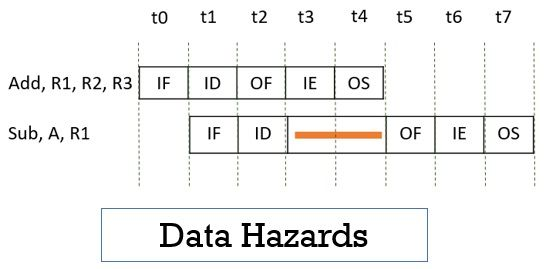 t0 t1 t2 t3 t4 t5 t6 t7
Add, R1, R2, R3 IF ID OF IE OS
Sub, A, R1 IF ID OF IE OS
Data Hazards